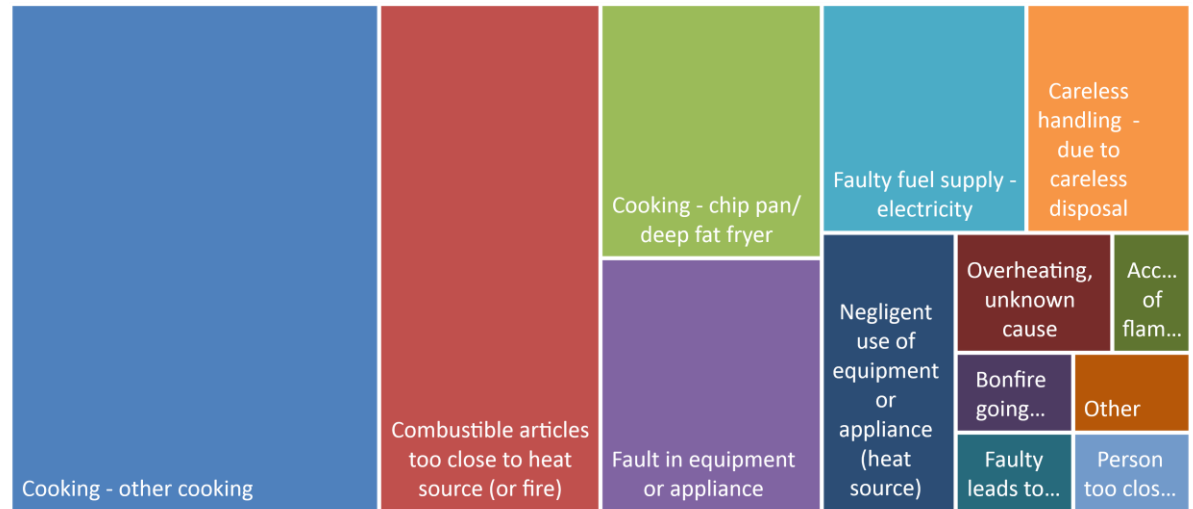 Cooking - other cooking
Combustible articles
too close to heat
source (or fire)
Cooking - chip pan/
deep fat fryer
Fault in equipment
or appliance
Faulty fuel supply -
electricity
Careless
handling  -
due to
careless
disposal
Negligent
use of
equipment
or
appliance
(heat
source)
Overheating,
unknown
cause
Acc...
of
flam...
Bonfire
going...
Other
Faulty
leads to...
Person
too clos...